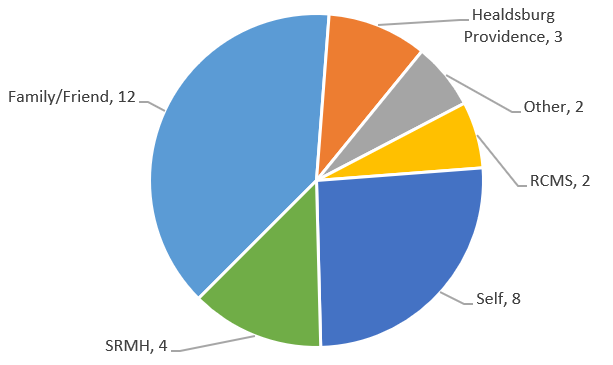 Healdsburg
Providence, 3
Family/Friend, 12
Other, 2
RCMS, 2
Self, 8
SRMH, 4